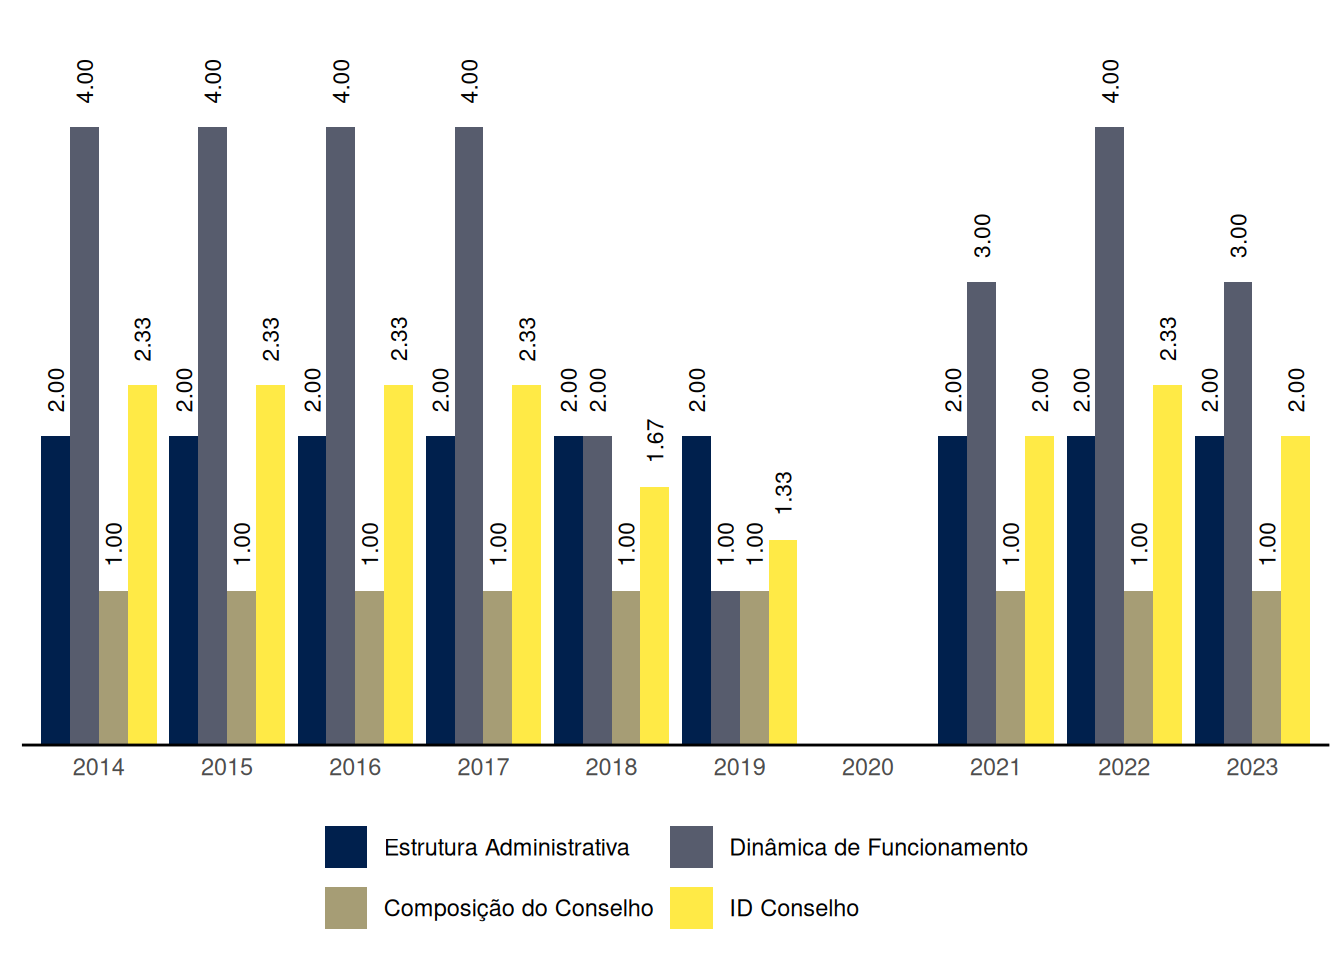 4.00 4.00 4.00 4.00 4.00
3.00 3.00
2.00 2.33 2.00 2.33 2.00 2.33 2.00 2.33 2.00 2.00 2.00 2.00 2.00 2.00 2.33 2.00 2.00
1.67
1.33
1.00 1.00 1.00 1.00 1.00 1.00 1.00 1.00 1.00 1.00
2014 2015 2016 2017 2018 2019 2020 2021 2022 2023
Estrutura Administrativa Dinâmica de Funcionamento
Composição do Conselho ID Conselho